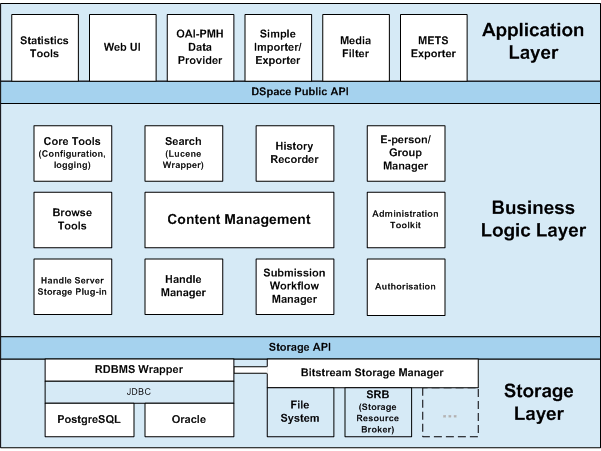 Statistics
Tools
Web UI
OAI-PMH
Data
Provider
Simple
Importer/
Exporter
Media
Filter
METS
Exporter
Application
Layer
DSpace Public API
Core Tools
(Configuration,
logging)
Search
(Lucene
Wrapper)
History
Recorder
E-person/
Group
Manager
Browse
Tools
Content Management
Administration
Toolkit
Business
Logic Layer
Handle Server
Storage Plug-in
Handle
Manager
Submission
Workflow
Manager
Authorisation
Storage API
RDBMS Wrapper
JDBC
PostgreSQL
Oracle
Bitstream Storage Manager
File
System
SRB
(Storage
Resource
Broker)
...
Storage
Layer